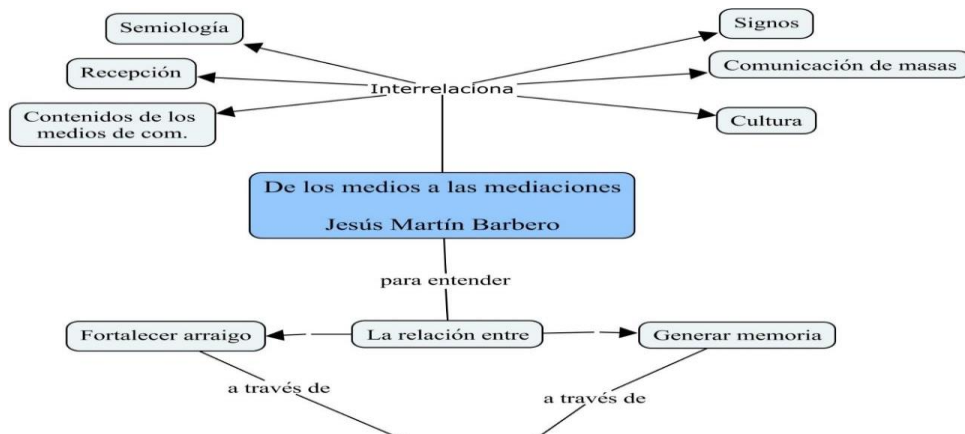 Semiología
Signos
Recepción
Comunicación de masas
Interrelaciona
Contenidos de los
medios de com.
Cultura
De los medios a las mediaciones
Jesús Martín Barbero
para entender
Fortalecer arraigo
La relación entre
Generar memoria
a través de
a través de